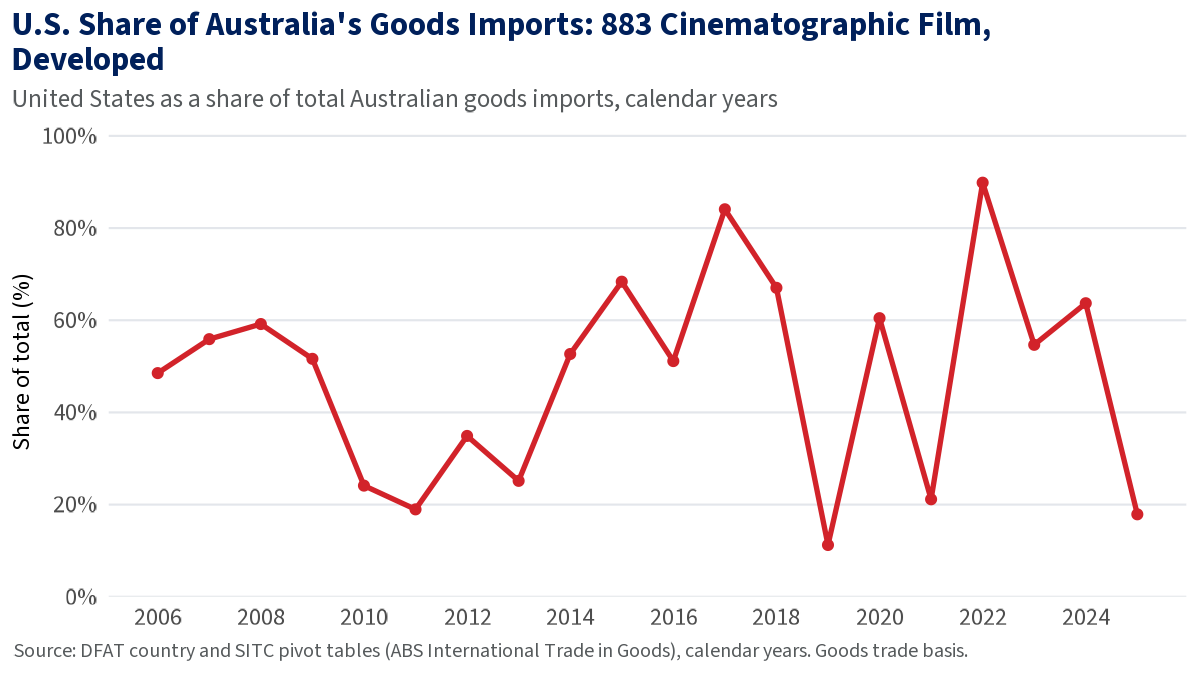 U.S. Share of Australia's Goods Imports: 883 Cinematographic Film,
Developed
United States as a share of total Australian goods imports, calendar years
Share of total (%)
100%
80%
60%
40%
20%
0%
2006 2008 2010 2012 2014 2016 2018 2020 2022 2024
Source: DFAT country and SITC pivot tables (ABS International Trade in Goods), calendar years. Goods trade basis.